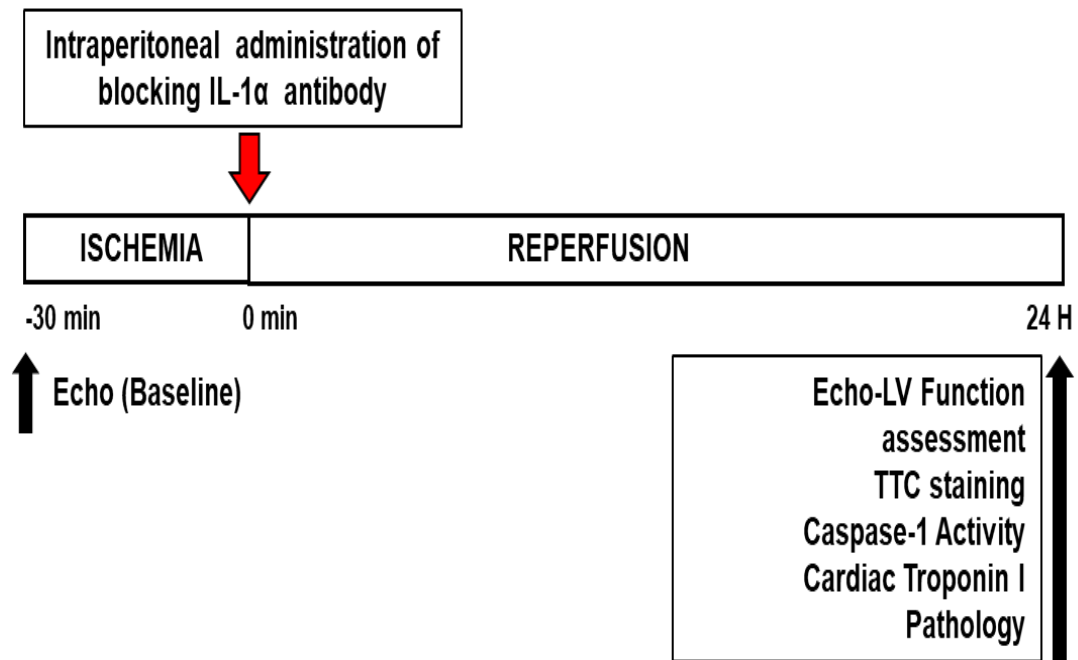 Intraperitoneal administration of
blocking IL-1α antibody
ISCHEMIA
REPERFUSION
-30 min
0 min
24 H
Echo (Baseline)
Echo-LV Function
assessment
TTC staining
Caspase-1 Activity
Cardiac Troponin I
Pathology